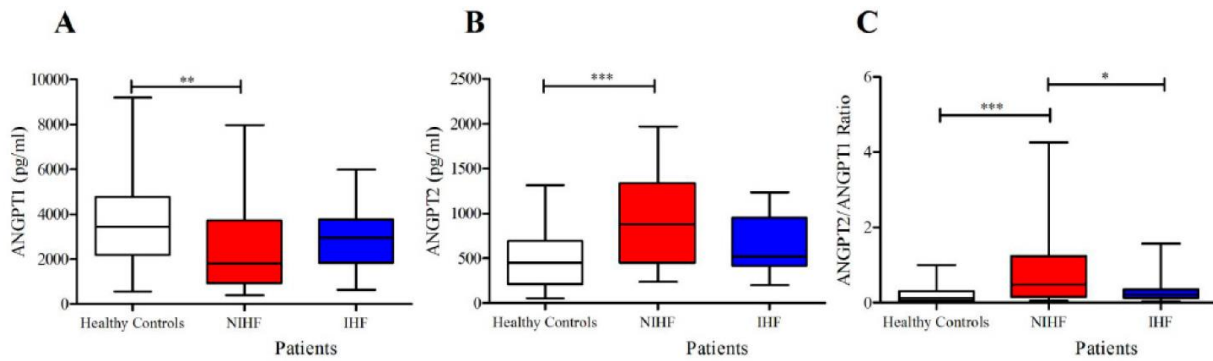 A
**
ANGPT1 (pg/ml)
10000
8000
6000
4000
2000
0
Healthy Controls NIHF IHF
Patients
B
***
ANGPT2 (pg/ml)
2500
2000
1500
1000
500
0
Healthy Controls NIHF IHF
Patients
C
*
***
ANGPT2/ANGPT1 Ratio
6
4
2
0
Healthy Controls NIHF IHF
Patients